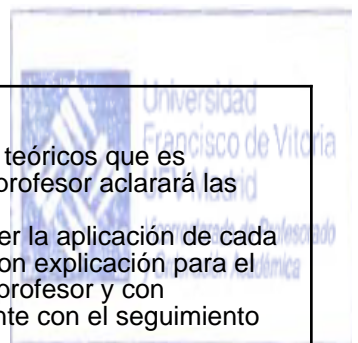 Universidad
Francisco de Vitoria
UFV Madrid
teóricos que es
profesor aclarará las
er la aplicación de cada
on explicación para el
profesor y con
nte con el seguimiento